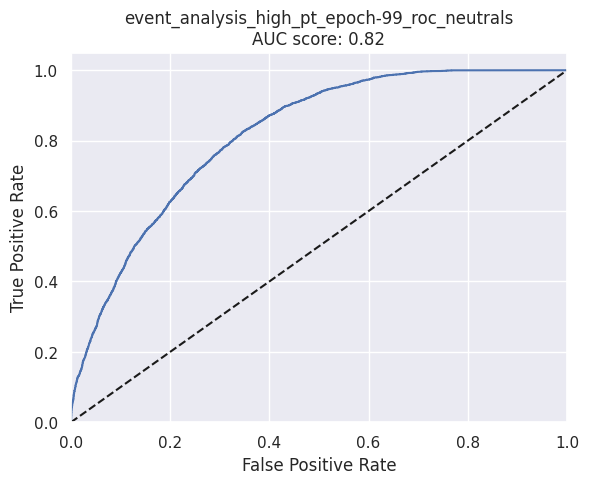 event_analysis_high_pt_epoch-99_roc_neutrals
AUC score: 0.82
1.0
0.8
0.6
0.4
0.2
0.0
True Positive Rate
0.0 0.2 0.4 0.6 0.8 1.0
False Positive Rate